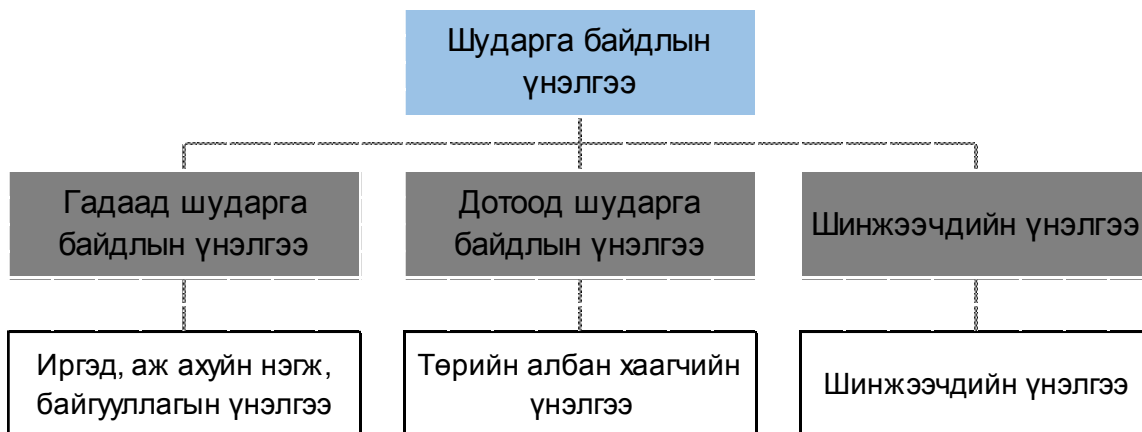 Шударга байдлын
үнэлгээ
Гадаад шударга
байдлын үнэлгээ
Дотоод шударга
байдлын үнэлгээ
Шинжээчдийн үнэлгээ
Иргэд, аж ахуйн нэгж,
байгууллагын үнэлгээ
Төрийн албан хаагчийн
үнэлгээ
Шинжээчдийн үнэлгээ